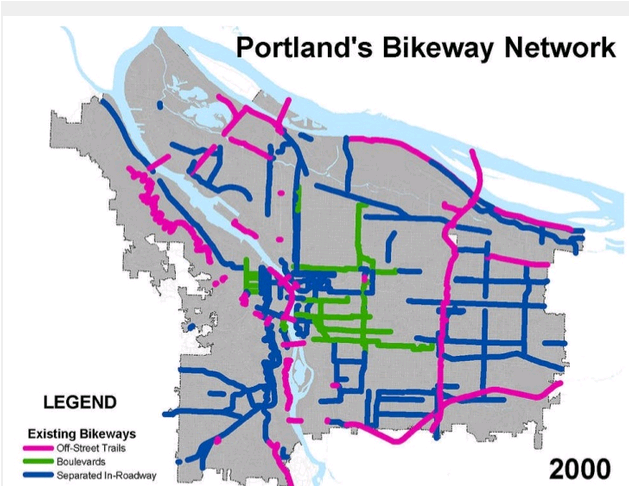 Portland's Bikeway Network
LEGEND
Existing Bikeways
Off-Street Trails
Boulevards
Separated In-Roadway
2000